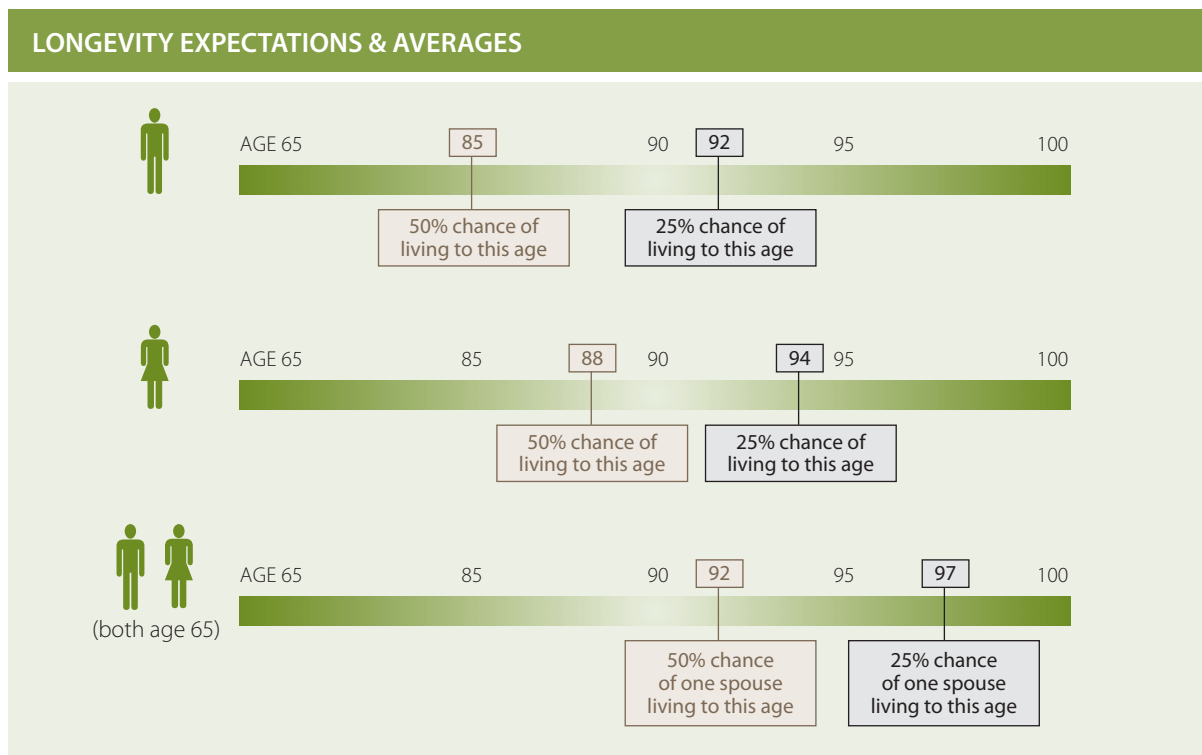 LONGEVITY EXPECTATIONS & AVERAGES
AGE 65 85 90 92 95 100
50% chance of
living to this age
25% chance of
living to this age
AGE 65 85 88 90 94 95 100
50% chance of
living to this age
25% chance of
living to this age
AGE 65 85 90 92 95 97 100
(both age 65)
50% chance
of one spouse
living to this age
25% chance
of one spouse
living to this age